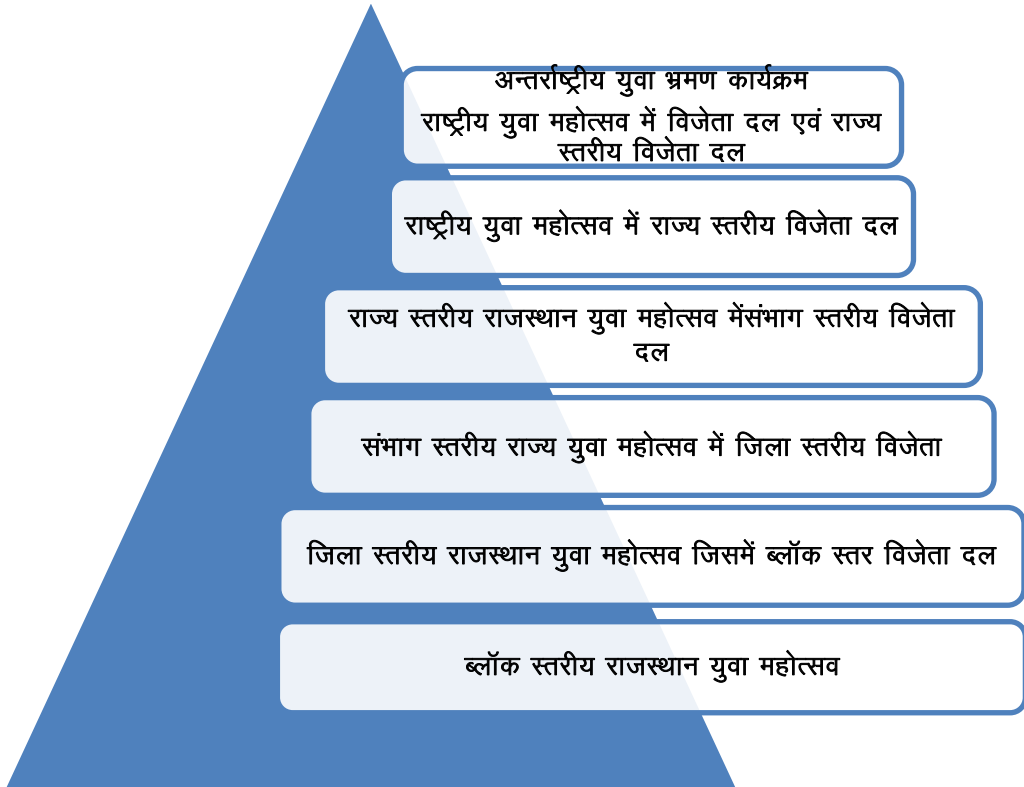 अन्तर्राष्ट्रीय युवा भ्रमण कार्यक्रम
राष्ट्रीय युवा महोत्सव में विजेता दल एवं राज्य
स्तरीय विजेता दल
राष्ट्रीय युवा महोत्सव में राज्य स्तरीय विजेता दल
राज्य स्तरीय राजस्थान युवा महोत्सव मेंसंभाग स्तरीय विजेता
दल
संभाग स्तरीय राज्य युवा महोत्सव में जिला स्तरीय विजेता
जिला स्तरीय राजस्थान युवा महोत्सव जिसमें ब्लॉक स्तर विजेता दल
ब्लॉक स्तरीय राजस्थान युवा महोत्सव